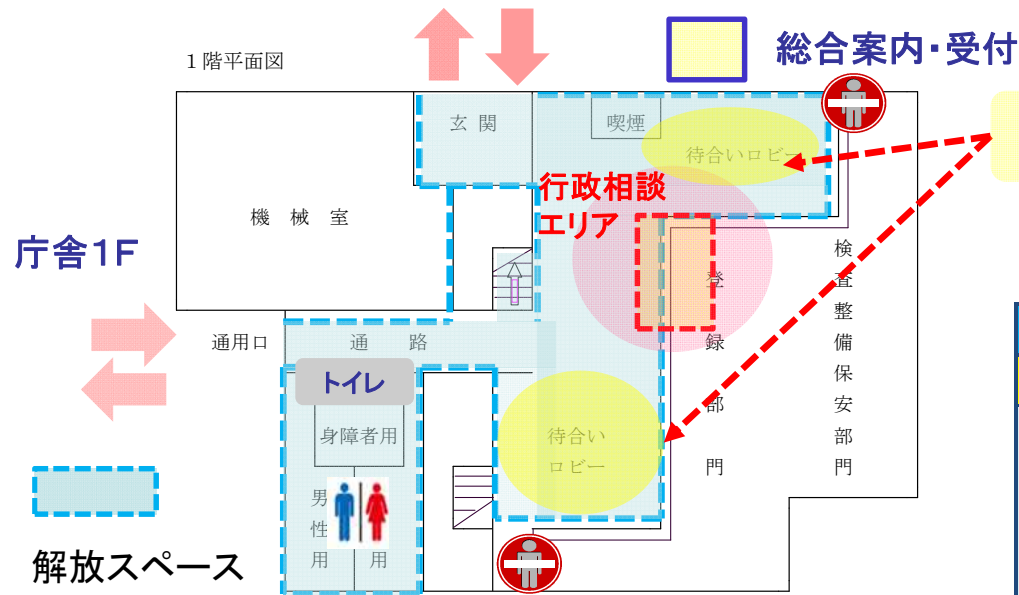 1階平面図
総合案内・受付
玄関
喫煙
待合いロビー
行政相談
エリア
機械室
庁舎1F
登録部門
検査整備保安部門
通用口
通路
トイレ
身障者用
待合い
ロビー
男性用
用
解放スペース